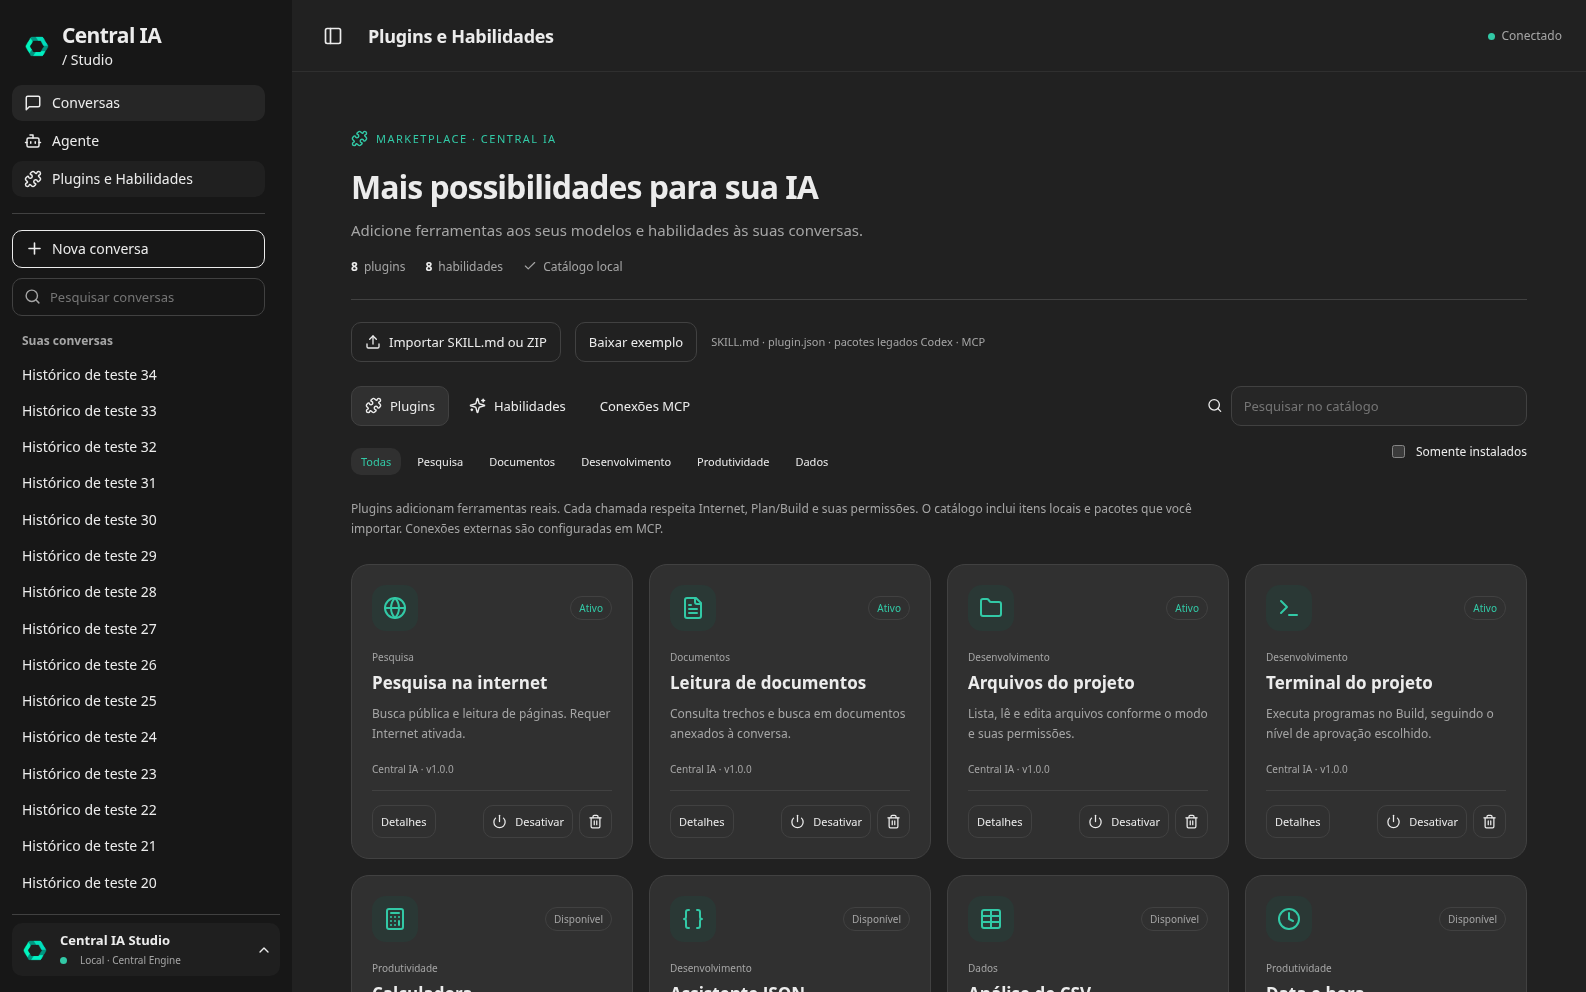 Central IA
/ Studio
Conversas
Agente
Plugins e Habilidades
Nova conversa
Pesquisar conversas
Suas conversas
Histórico de teste 34
Histórico de teste 33
Histórico de teste 32
Histórico de teste 31
Histórico de teste 30
Histórico de teste 29
Histórico de teste 28
Histórico de teste 27
Histórico de teste 26
Histórico de teste 25
Histórico de teste 24
Histórico de teste 23
Histórico de teste 22
Histórico de teste 21
Histórico de teste 20
Central IA Studio
Local · Central Engine
Plugins e Habilidades
Conectado
MARKETPLACE · CENTRAL IA
Mais possibilidades para sua IA
Adicione ferramentas aos seus modelos e habilidades às suas conversas.
8 plugins 8 habilidades Catálogo local
Importar SKILL.md ou ZIP Baixar exemplo SKILL.md · plugin.json · pacotes legados Codex · MCP
Plugins Habilidades Conexões MCP Pesquisar no catálogo
Todas Pesquisa Documentos Desenvolvimento Produtividade Dados Somente instalados
Plugins adicionam ferramentas reais. Cada chamada respeita Internet, Plan/Build e suas permissões. O catálogo inclui itens locais e pacotes que você
importar. Conexões externas são configuradas em MCP.
Ativo
Pesquisa
Pesquisa na internet
Busca pública e leitura de páginas. Requer
Internet ativada.
Central IA · v1.0.0
Detalhes Desativar
Ativo
Documentos
Leitura de documentos
Consulta trechos e busca em documentos
anexados à conversa.
Central IA · v1.0.0
Detalhes Desativar
Ativo
Desenvolvimento
Arquivos do projeto
Lista, lê e edita arquivos conforme o modo
e suas permissões.
Central IA · v1.0.0
Detalhes Desativar
Ativo
Desenvolvimento
Terminal do projeto
Executa programas no Build, seguindo o
nível de aprovação escolhido.
Central IA · v1.0.0
Detalhes Desativar
Disponível
Produtividade
Calculadora
Disponível
Desenvolvimento
Assistente JSON
Disponível
Dados
Análise de CSV
Disponível
Produtividade
Data e hora